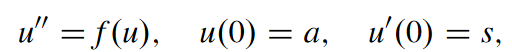 u″ = f(u), u(0) = a, u′(0) = s,